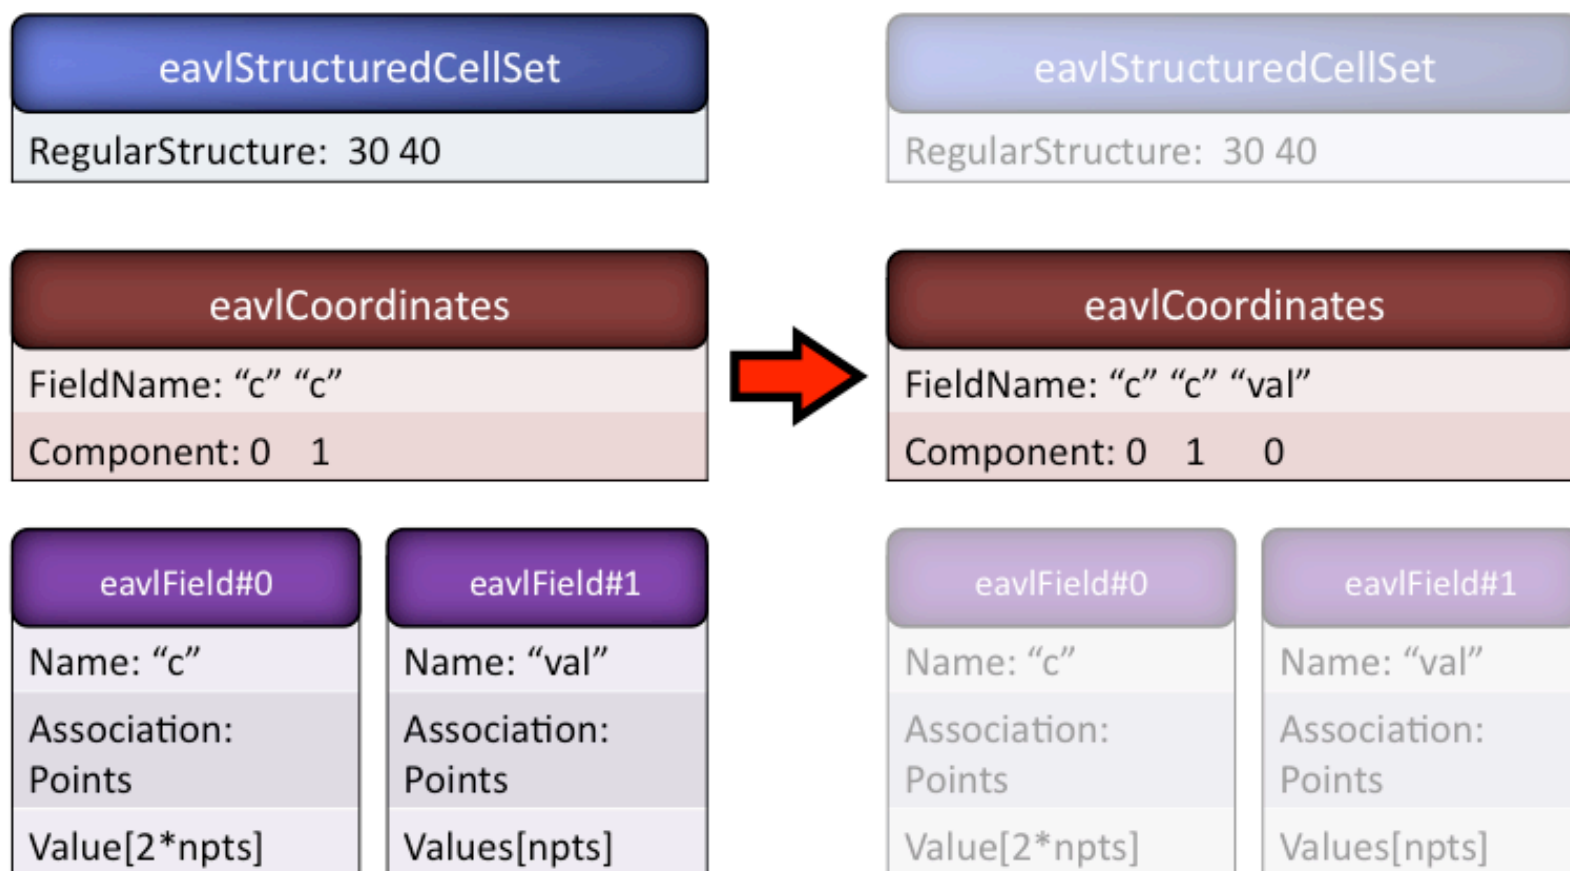 eavlStructuredCellSet
RegularStructure: 30 40
eavlCoordinates
FieldName: “c” “c”
Component: 0 1
eavlField#0
Name: “c”
Association:
Points
Value[2*npts]
eavlField#1
Name: “val”
Association:
Points
Values[npts]
eavlStructuredCellSet
RegularStructure: 30 40
eavlCoordinates
FieldName: “c” “c” “val”
Component: 0 1 0
eavlField#0
Name: “c”
Association:
Points
Value[2*npts]
eavlField#1
Name: “val”
Association:
Points
Values[npts]